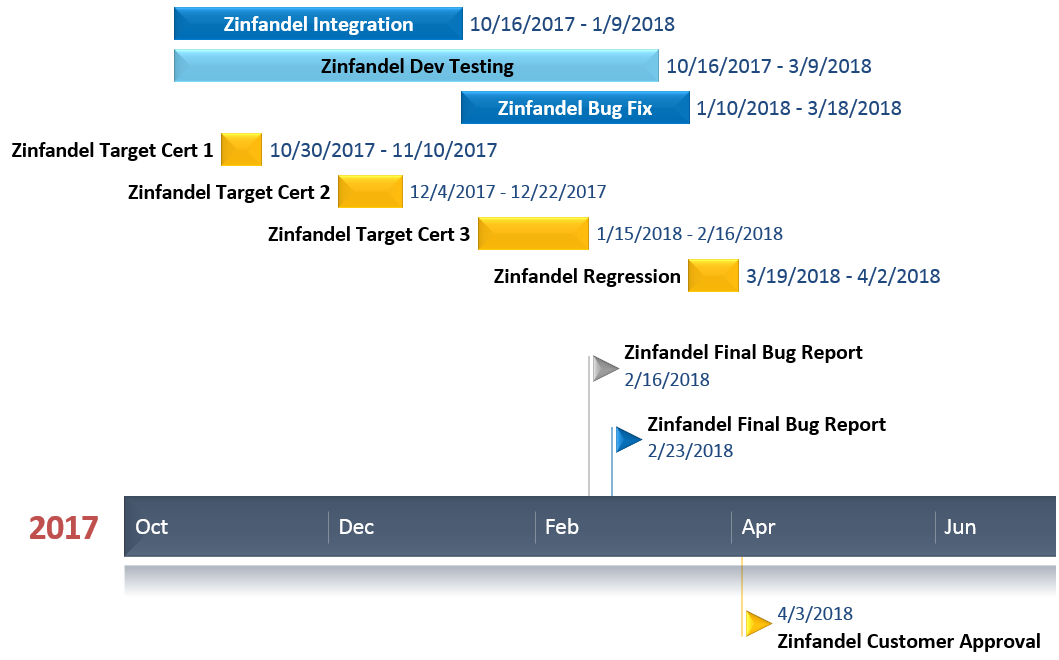 Zinfandel Integration 10/16/2017 - 1/9/2018
Zinfandel Dev Testing 10/16/2017 - 3/9/2018
Zinfandel Bug Fix 1/10/2018 - 3/18/2018
Zinfandel Target Cert 1 10/30/2017 - 11/10/2017
Zinfandel Target Cert 2 12/4/2017 - 12/22/2017
Zinfandel Target Cert 3 1/15/2018 - 2/16/2018
Zinfandel Regression 3/19/2018 - 4/2/2018
Zinfandel Final Bug Report
2/16/2018
Zinfandel Final Bug Report
2/23/2018
2017 Oct Dec Feb Apr Jun
4/3/2018
Zinfandel Customer Approval